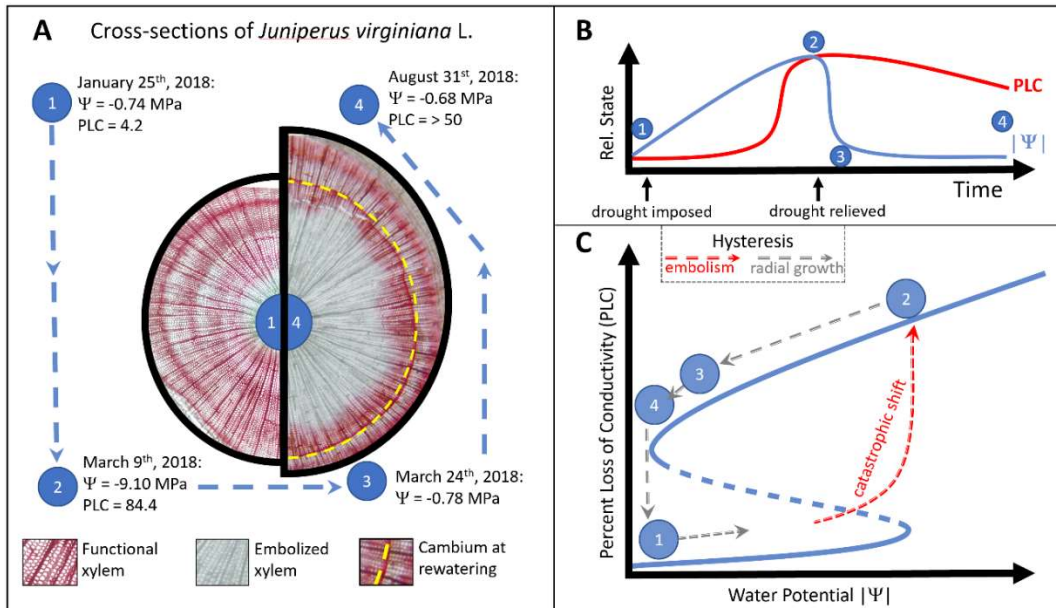 A
Cross-sections of Juniperus virginiana L.
1
January 25th, 2018:
Ψ = -0.74 MPa
PLC = 4.2
4
August 31st, 2018:
Ψ = -0.68 MPa
PLC = > 50
1 4
2
March 9th, 2018:
Ψ = -9.10 MPa
PLC = 84.4
3
March 24th, 2018:
Ψ = -0.78 MPa
Functional
xylem
Embolized
xylem
Cambium at
rewatering
B
Rel. State
1
2
3
4
PLC
|Ψ|
Time
drought imposed
drought relieved
C
Hysteresis
embolism
radial growth
Percent Loss of Conductivity (PLC)
2
3
4
1
catastrophic shift
Water Potential |Ψ|